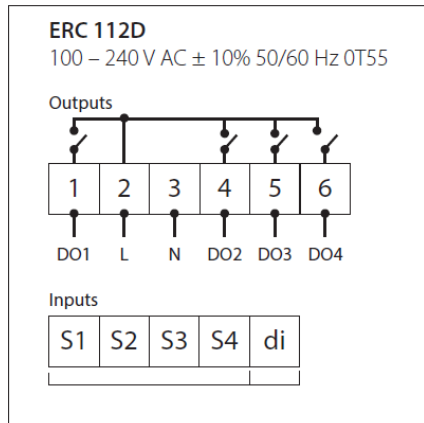 ERC 112D
100 – 240 V AC ± 10% 50/60 Hz 0T55
Outputs
1 2 3 4 5 6
DO1 L N DO2 DO3 DO4
Inputs
S1 S2 S3 S4 di